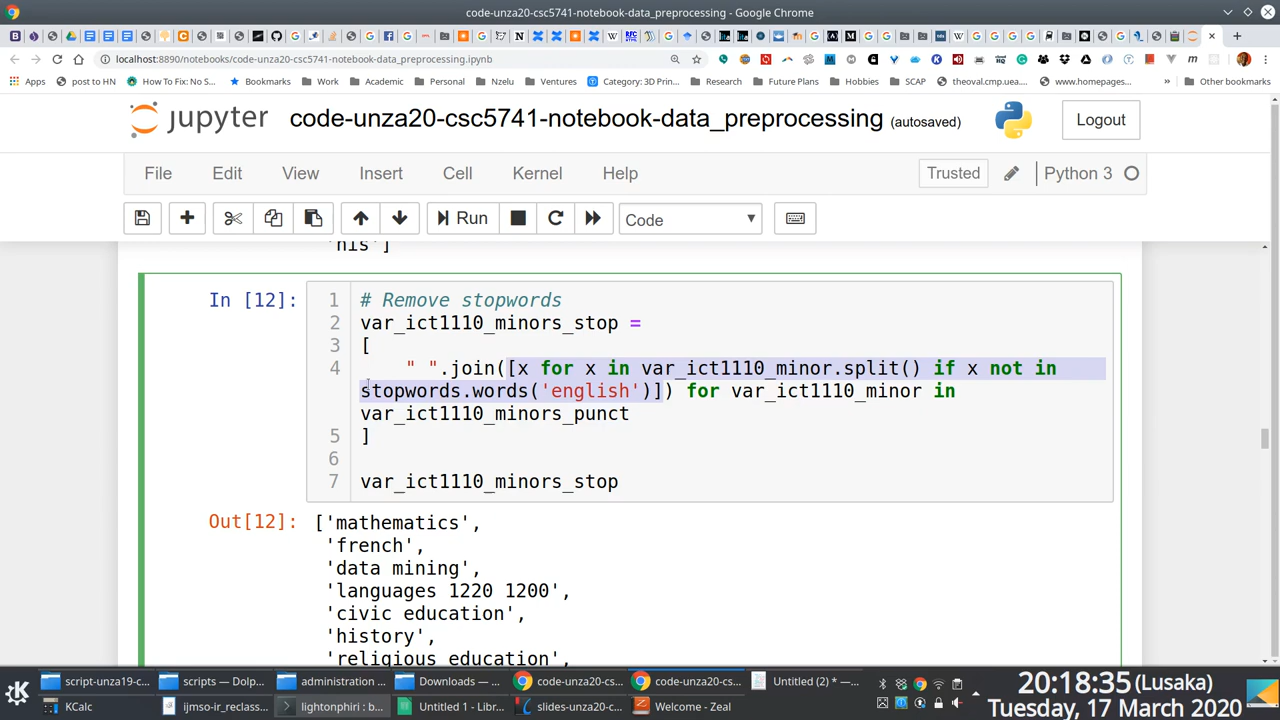 code-unza20-csc5741-notebook-data_preprocessing - Google Chrome
localhost:8890/notebooks/code-unza20-csc5741-notebook-data_preprocessing.ipynb
Apps
post to HN
How To Fix: No S...
Bookmarks
Work
Academic
Personal
Nzelu
Ventures
Category: 3D Prin...
Research
Future Plans
Hobbies
SCAP
theoval.cmp.uea....
www.homepages...
»
Other bookmarks
jupyter
code-unza20-csc5741-notebook-data_preprocessing (autosaved)
Logout
File Edit View Insert Cell Kernel Help
Trusted
Python 3
Run
Code
'his']
In [12]:
1 # Remove stopwords
2 var_ict1110_minors_stop =
3 [
4 " ".join([x for x in var_ict1110_minor.split() if x not in
stopwords.words('english')]) for var_ict1110_minor in
var_ict1110_minors_punct
5 ]
6
7 var_ict1110_minors_stop
Out[12]: ['mathematics',
'french',
'data mining',
'languages 1220 1200',
'civic education',
'history',
'religious education',
script-unza19-c...
scripts — Dolp...
administration ...
Downloads — ...
code-unza20-cs...
code-unza20-cs...
Untitled (2) * —...
KCalc
ijmso-ir_reclass...
lightonphiri : b...
Untitled 1 - Libr...
slides-unza20-c...
Welcome - Zeal
20:18:35 (Lusaka)
Tuesday, 17 March 2020